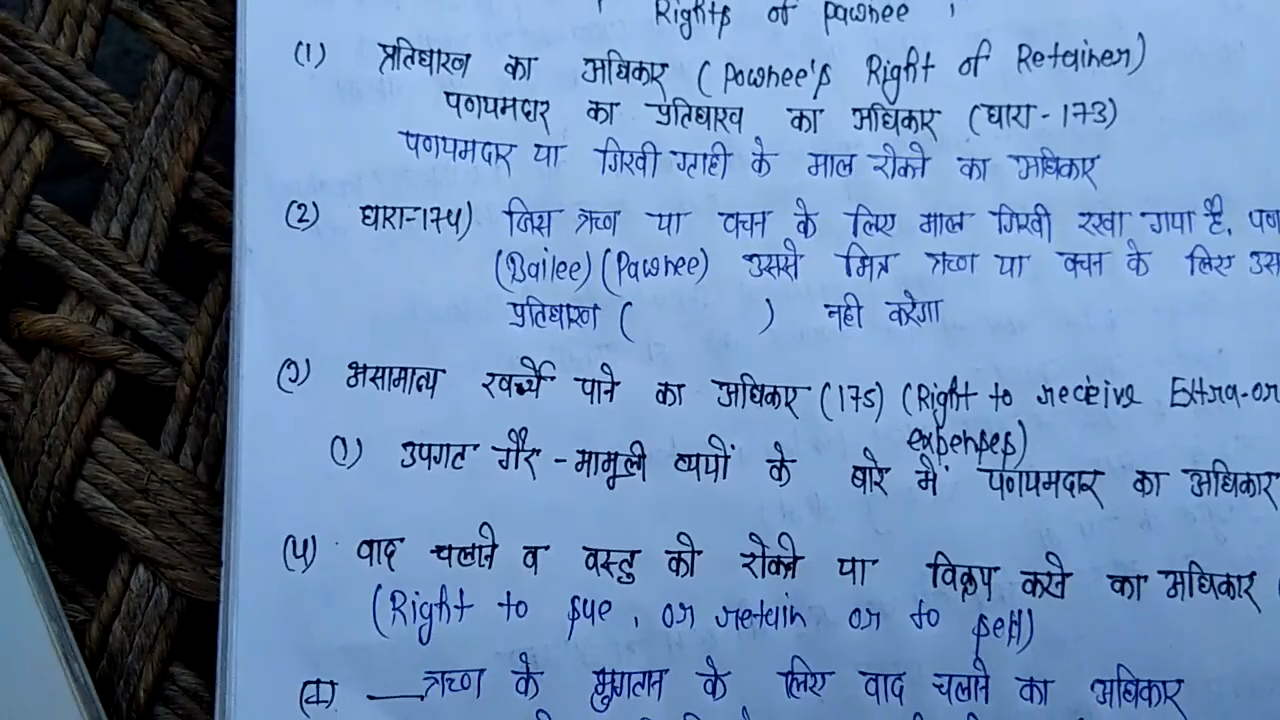 Rights of pawnee
(1) प्रतिधारण का अधिकार (Pawnee's Right of Retainer)
पणयमदार का प्रतिधारण का अधिकार (धारा-173)
पणयमदार या गिरवी ग्राही के माल रोकने का अधिकार
(2) धारा-174) जिस ऋण या वचन के लिए माल गिरवी रखा गया है, पण
(Bailee) (Pawnee) उससे भिन्न ऋण या वचन के लिए उस
प्रतिधारण ( ) नही करेगा
(3) असामान्य खर्च्चे पाने का अधिकार (175) (Right to receive Extra-or
expenses)
(1) उपगत गैर-मामूली व्ययों के बारे में पणयमदार का अधिकार
(4) वाद चलाने व वस्तु को रोकने या विक्रय करने का अधिकार (
(Right to sue, or retain or to sell)
ऋण के भुगतान के लिए वाद चलाने का अधिकार